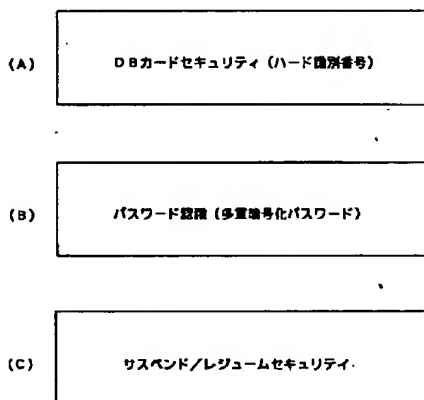 (A) DBカードセキュリティ(ハード識別番号)
(B) パスワード認識(多重暗号化パスワード)
(C) サスペンド/レジュームセキュリティ